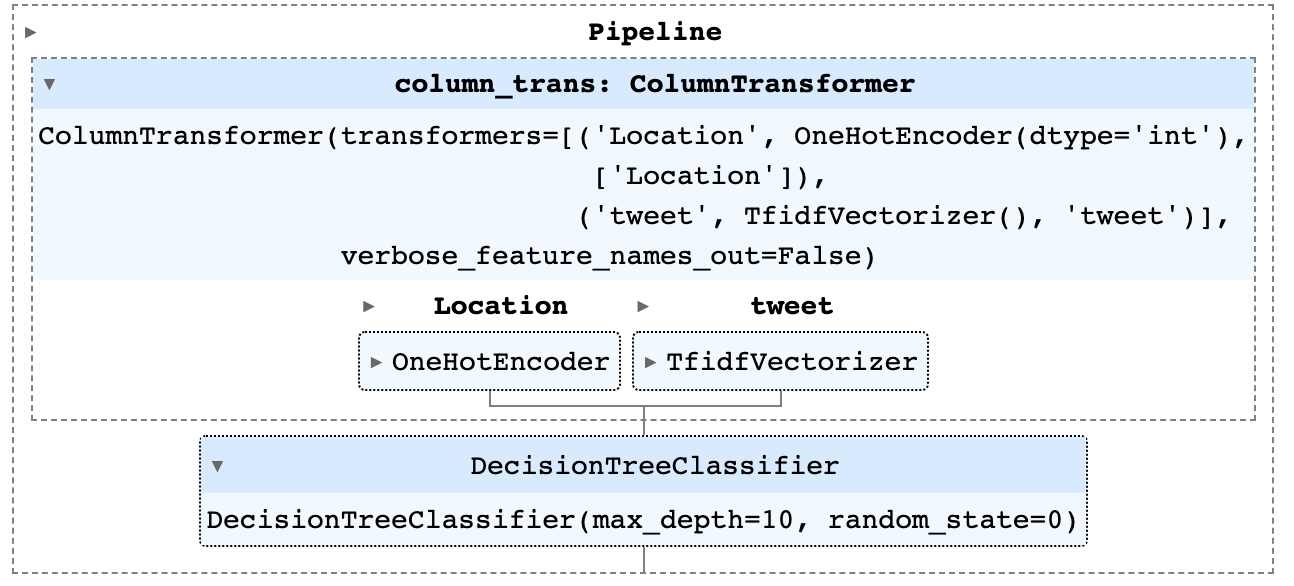 Pipeline
column_trans: ColumnTransformer
ColumnTransformer(transformers=[('Location', OneHotEncoder(dtype='int'),
['Location']),
('tweet', TfidfVectorizer(), 'tweet')],
verbose_feature_names_out=False)
Location tweet
OneHotEncoder TfidfVectorizer
DecisionTreeClassifier
DecisionTreeClassifier(max_depth=10, random_state=0)